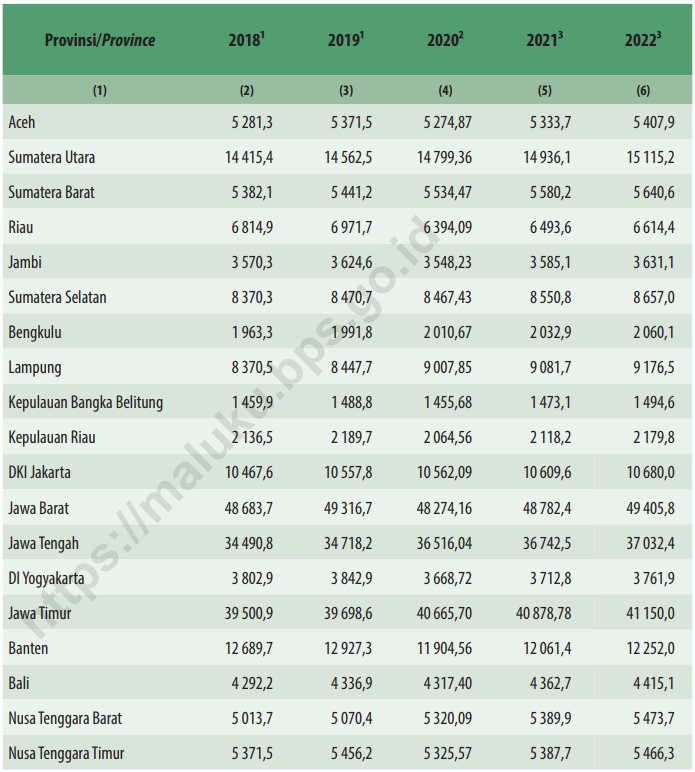 Provinsi/Province 2018¹ 2019¹ 2020² 2021³ 2022³
(1) (2) (3) (4) (5) (6)
Aceh 5 281,3 5 371,5 5 274,87 5 333,7 5 407,9
Sumatera Utara 14 415,4 14 562,5 14 799,36 14 936,1 15 115,2
Sumatera Barat 5 382,1 5 441,2 5 534,47 5 580,2 5 640,6
Riau 6 814,9 6 971,7 6 394,09 6 493,6 6 614,4
Jambi 3 570,3 3 624,6 3 548,23 3 585,1 3 631,1
Sumatera Selatan 8 370,3 8 470,7 8 467,43 8 550,8 8 657,0
Bengkulu 1 963,3 1 991,8 2 010,67 2 032,9 2 060,1
Lampung 8 370,5 8 447,7 9 007,85 9 081,7 9 176,5
Kepulauan Bangka Belitung 1 459,9 1 488,8 1 455,68 1 473,1 1 494,6
Kepulauan Riau 2 136,5 2 189,7 2 064,56 2 118,2 2 179,8
DKI Jakarta 10 467,6 10 557,8 10 562,09 10 609,6 10 680,0
Jawa Barat 48 683,7 49 316,7 48 274,16 48 782,4 49 405,8
Jawa Tengah 34 490,8 34 718,2 36 516,04 36 742,5 37 032,4
DI Yogyakarta 3 802,9 3 842,9 3 668,72 3 712,8 3 761,9
Jawa Timur 39 500,9 39 698,6 40 665,70 40 878,78 41 150,0
Banten 12 689,7 12 927,3 11 904,56 12 061,4 12 252,0
Bali 4 292,2 4 336,9 4 317,40 4 362,7 4 415,1
Nusa Tenggara Barat 5 013,7 5 070,4 5 320,09 5 389,9 5 473,7
Nusa Tenggara Timur 5 371,5 5 456,2 5 325,57 5 387,7 5 466,3
https://maluku.bps.go.id